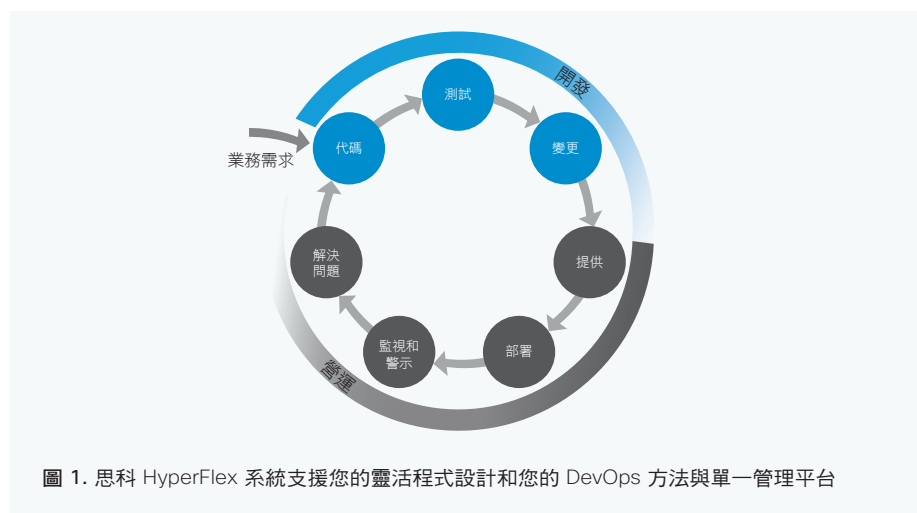 開發
測試
代碼
變更
業務需求
解決
問題
提供
監視和
警示
部署
營運
圖 1. 思科 HyperFlex 系統支援您的靈活程式設計和您的 DevOps 方法與單一管理平台